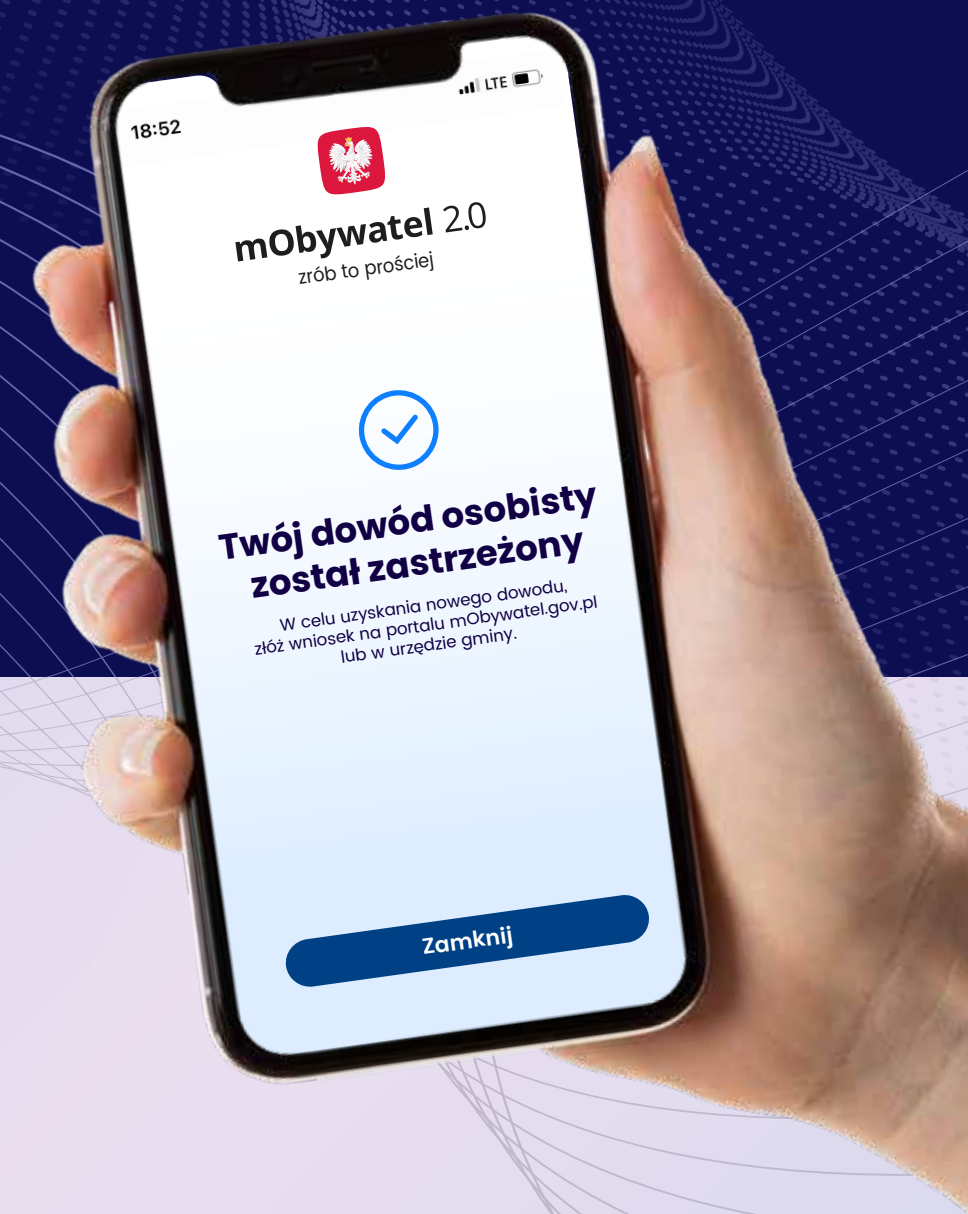 18:52
LTE
mObywatel 2.0
zrób to prościej
Twój dowód osobisty
został zastrzeżony
W celu uzyskania nowego dowodu,
złóż wniosek na portalu mObywatel.gov.pl
lub w urzędzie gminy.
Zamknij